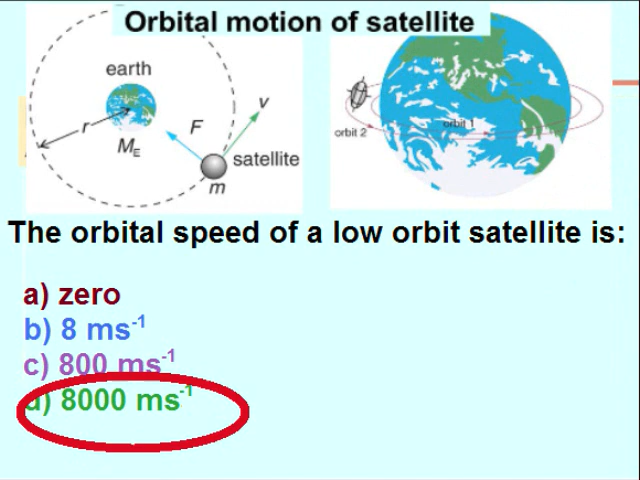 Orbital motion of satellite
earth
r
M_E
F
v
satellite
m
orbit 1
orbit 2
The orbital speed of a low orbit satellite is:
a) zero
b) 8 ms⁻¹
c) 800 ms⁻¹
d) 8000 ms⁻¹